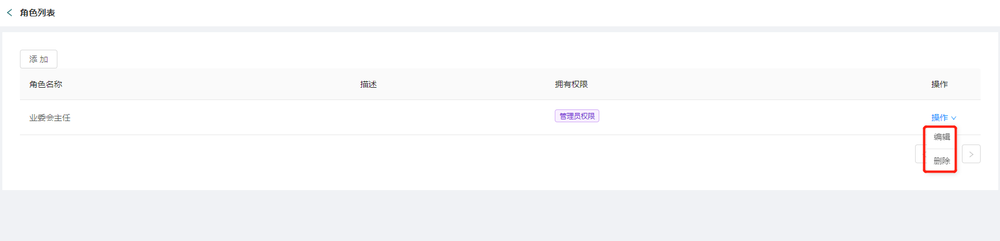 角色列表
添 加
角色名称 描述 拥有权限 操作
业委会主任 管理员权限 操作
编辑
删除